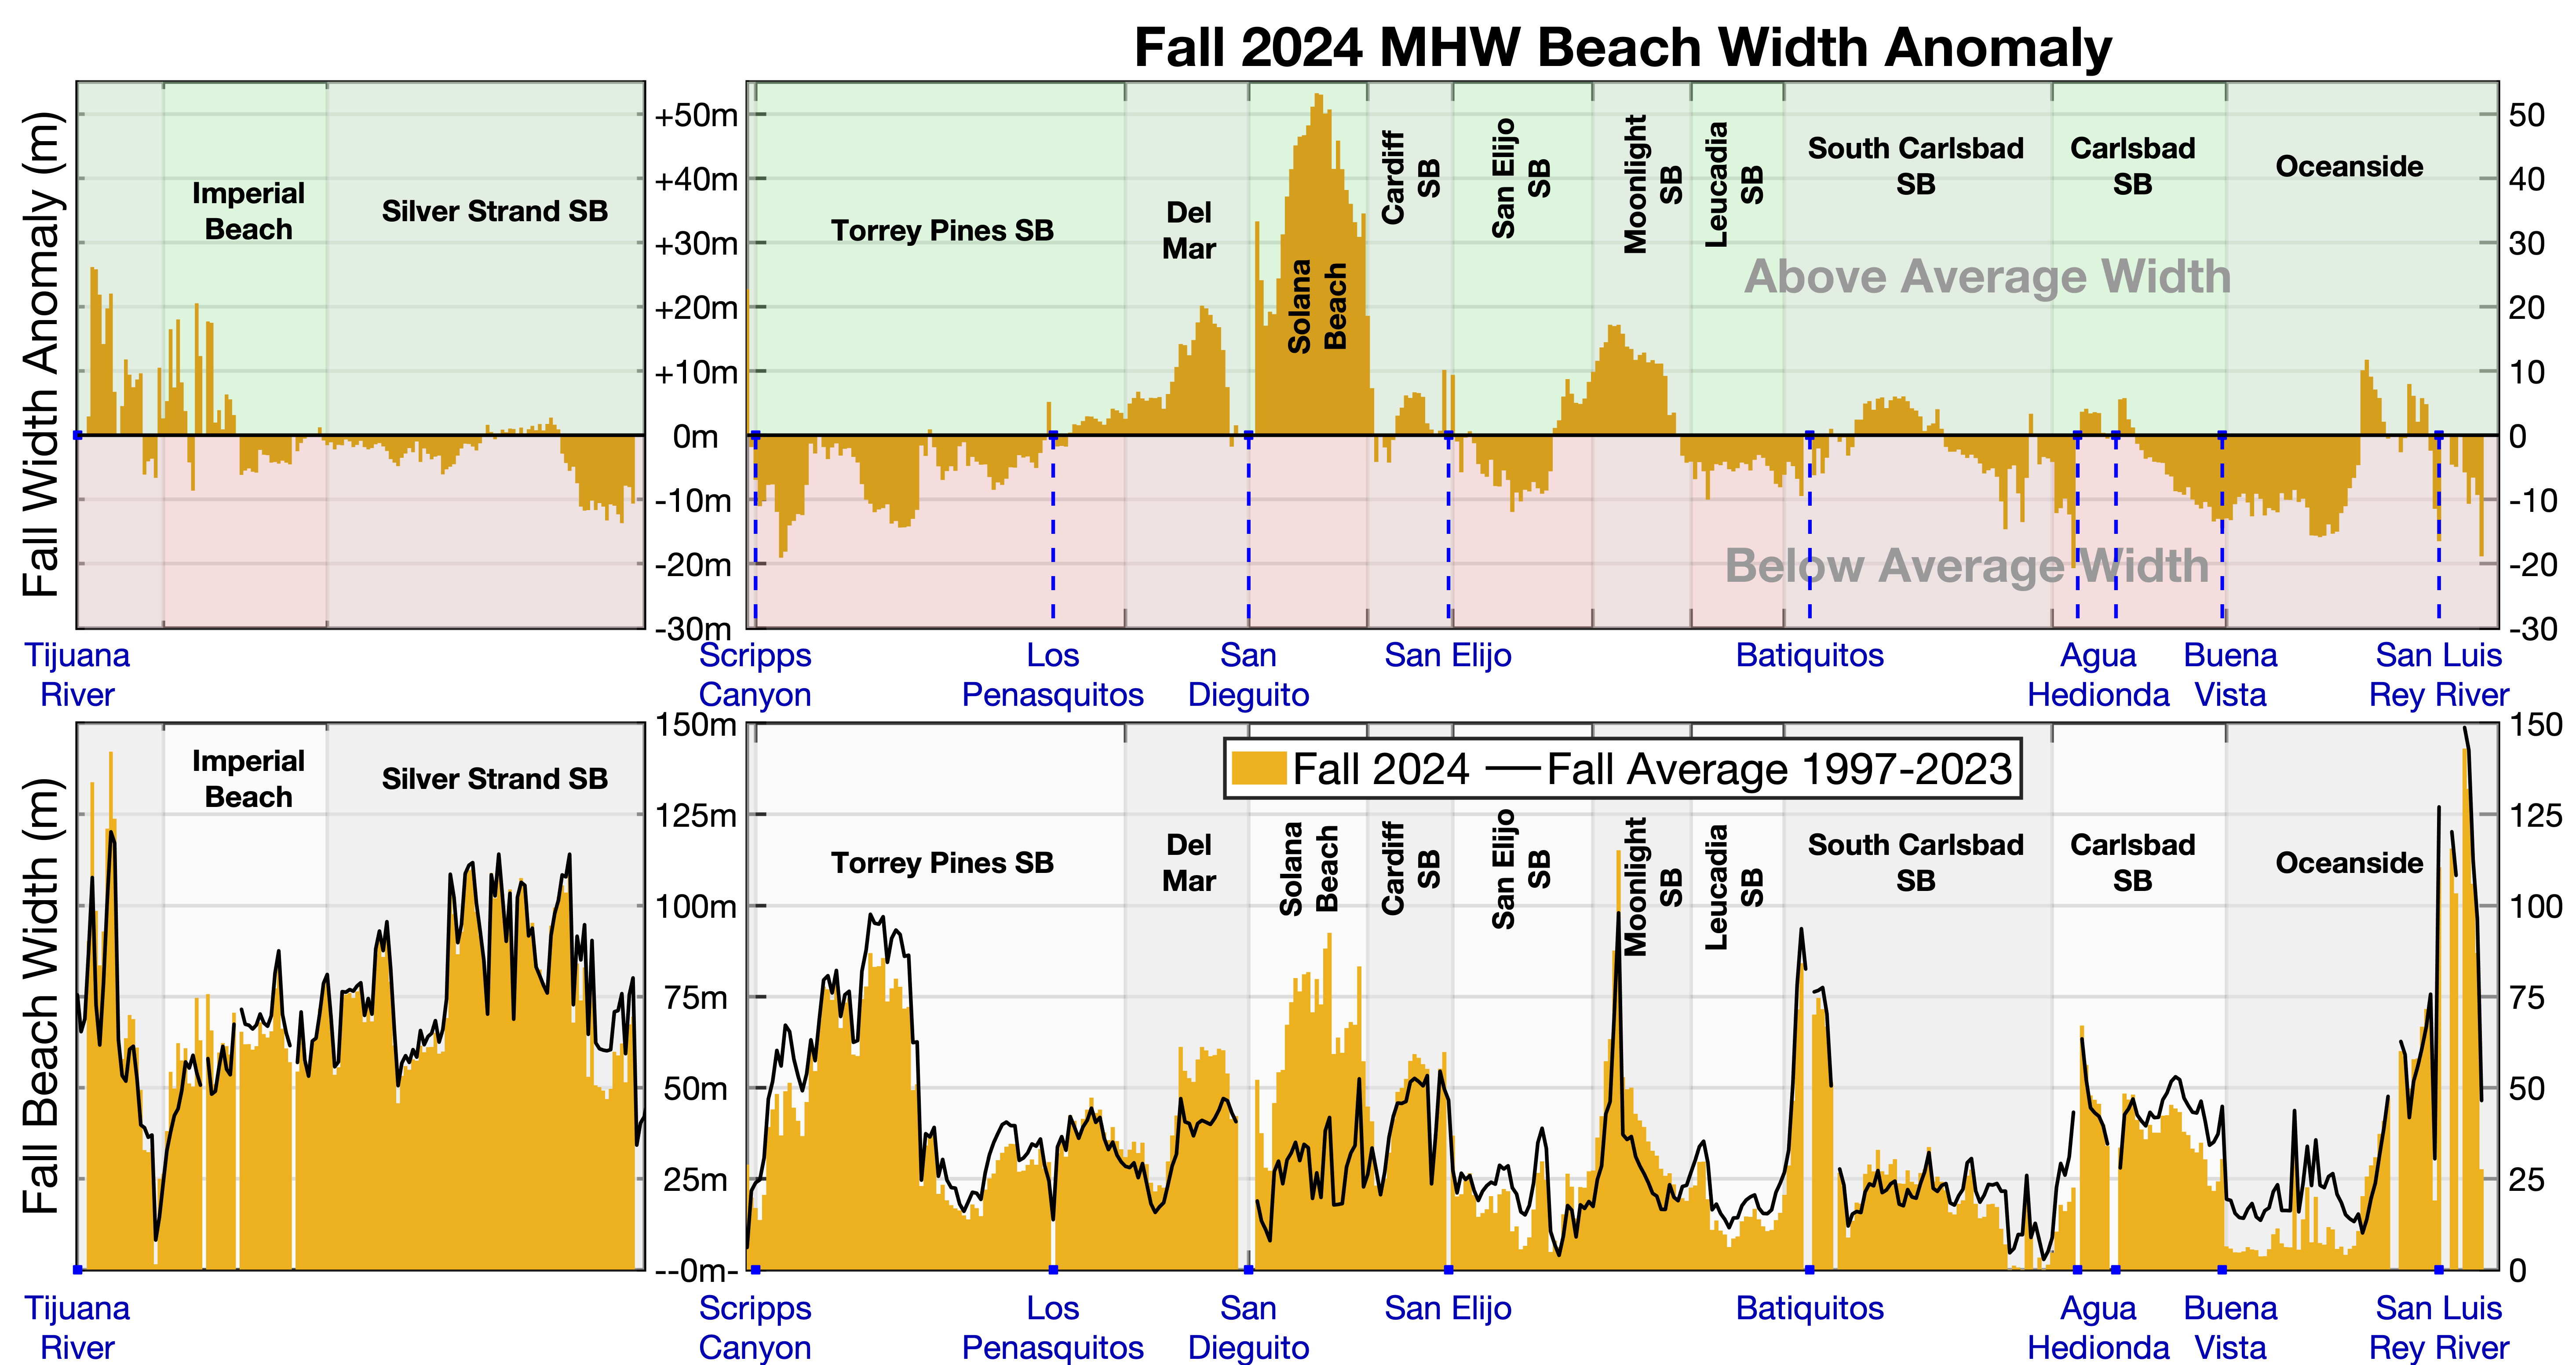 Fall 2024 MHW Beach Width Anomaly
Fall Width Anomaly (m)
Imperial
Beach
Silver Strand SB
+50m
+40m
+30m
+20m
+10m
0m
-10m
-20m
-30m
Torrey Pines SB
Del
Mar
Solana
Beach
Cardiff
SB
San Elijo
SB
Moonlight
SB
Leucadia
SB
South Carlsbad
SB
Carlsbad
SB
Oceanside
Above Average Width
Below Average Width
50
40
30
20
10
0
-10
-20
-30
Tijuana
River
Scripps
Canyon
Los
Penasquitos
San
Dieguito
San Elijo
Batiquitos
Agua
Hedionda
Buena
Vista
San Luis
Rey River
Fall Beach Width (m)
Imperial
Beach
Silver Strand SB
150m
125m
100m
75m
50m
25m
--0m-
Fall 2024
Fall Average 1997-2023
Torrey Pines SB
Del
Mar
Solana
Beach
Cardiff
SB
San Elijo
SB
Moonlight
SB
Leucadia
SB
South Carlsbad
SB
Carlsbad
SB
Oceanside
150
125
100
75
50
25
0
Tijuana
River
Scripps
Canyon
Los
Penasquitos
San
Dieguito
San Elijo
Batiquitos
Agua
Hedionda
Buena
Vista
San Luis
Rey River